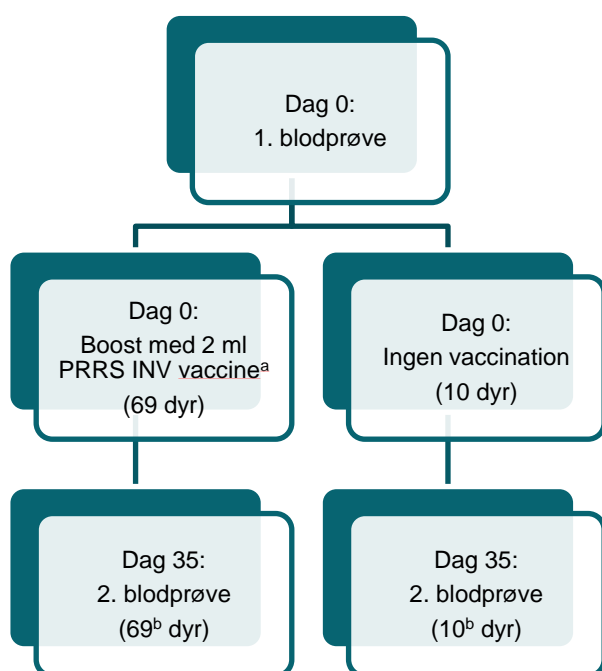 Dag 0:
1. blodprøve
Dag 0:
Boost med 2 ml
PRRS INV vaccineᵃ
(69 dyr)
Dag 0:
Ingen vaccination
(10 dyr)
Dag 35:
2. blodprøve
(69ᵇ dyr)
Dag 35:
2. blodprøve
(10ᵇ dyr)